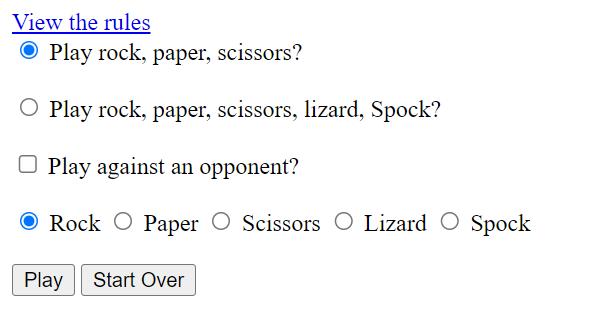 View the rules
Play rock, paper, scissors?
Play rock, paper, scissors, lizard, Spock?
Play against an opponent?
Rock Paper Scissors Lizard Spock
Play Start Over